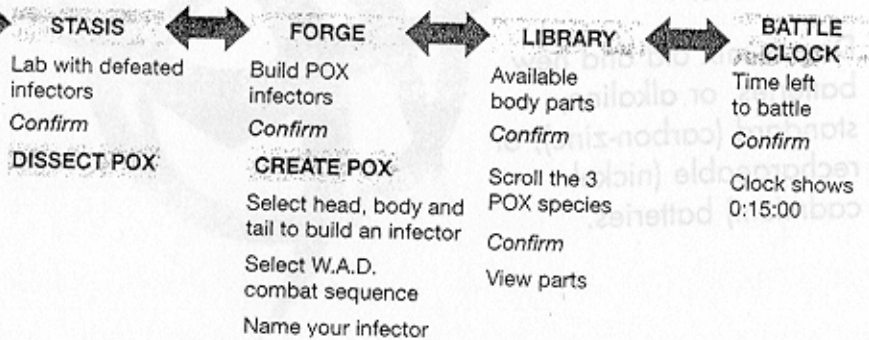 STASIS
Lab with defeated
infectors
Confirm
DISSECT POX
FORGE
Build POX
infectors
Confirm
CREATE POX
Select head, body and
tail to build an infector
Select W.A.D.
combat sequence
Name your infector
LIBRARY
Available
body parts
Confirm
Scroll the 3
POX species
Confirm
View parts
BATTLE
CLOCK
Time left
to battle
Confirm
Clock shows
0:15:00